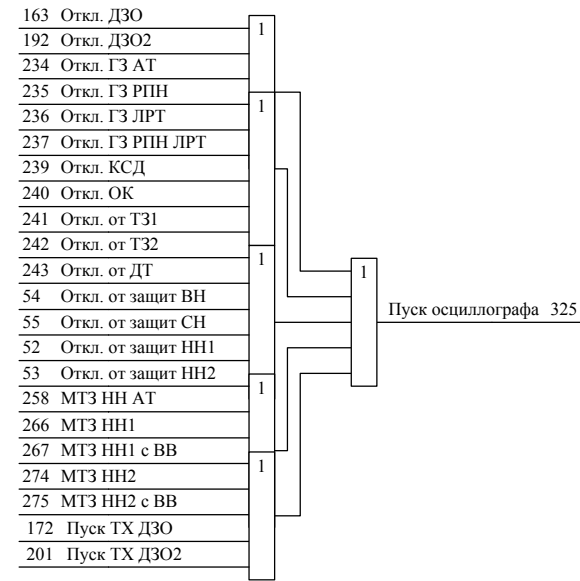 163 Откл. ДЗО
192 Откл. ДЗО2
234 Откл. ГЗ АТ
235 Откл. ГЗ РПН
236 Откл. ГЗ ЛРТ
237 Откл. ГЗ РПН ЛРТ
239 Откл. КСД
240 Откл. ОК
241 Откл. от ТЗ1
242 Откл. от ТЗ2
243 Откл. от ДТ
54 Откл. от защит ВН
55 Откл. от защит СН
52 Откл. от защит НН1
53 Откл. от защит НН2
258 МТЗ НН АТ
266 МТЗ НН1
267 МТЗ НН1 с ВВ
274 МТЗ НН2
275 МТЗ НН2 с ВВ
172 Пуск ТХ ДЗО
201 Пуск ТХ ДЗО2
1
1
1
1
1
1
Пуск осциллографа 325